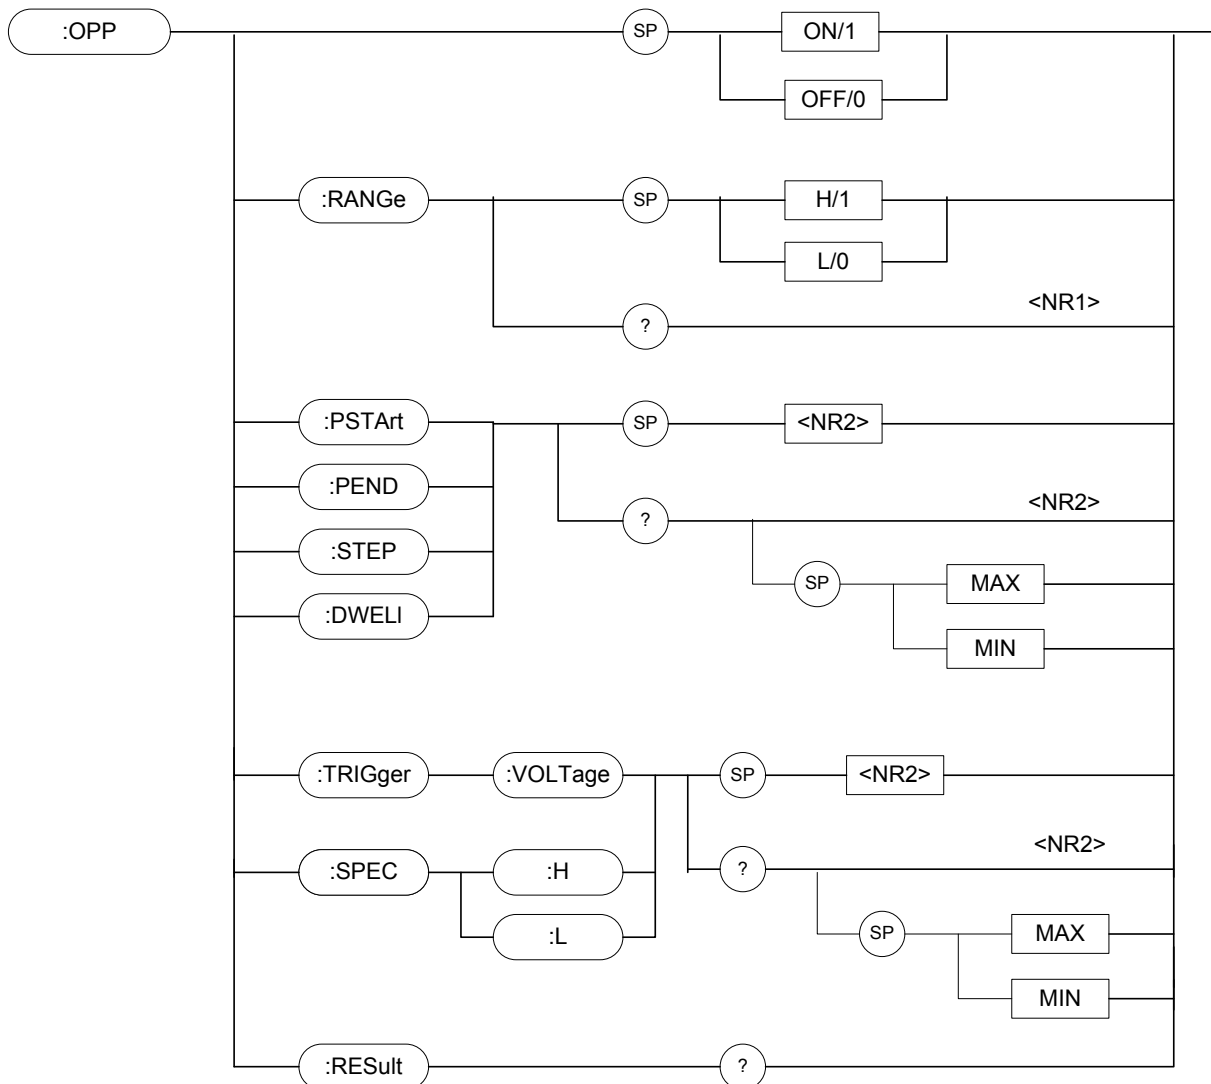 :OPP SP ON/1
OFF/0
:RANGe SP H/1
L/0
<NR1>
?
:PSTArt SP <NR2>
:PEND <NR2>
?
:STEP SP MAX
:DWELl
MIN
:TRIGger :VOLTage SP <NR2>
<NR2>
:SPEC :H ?
:L SP MAX
MIN
:RESult ?